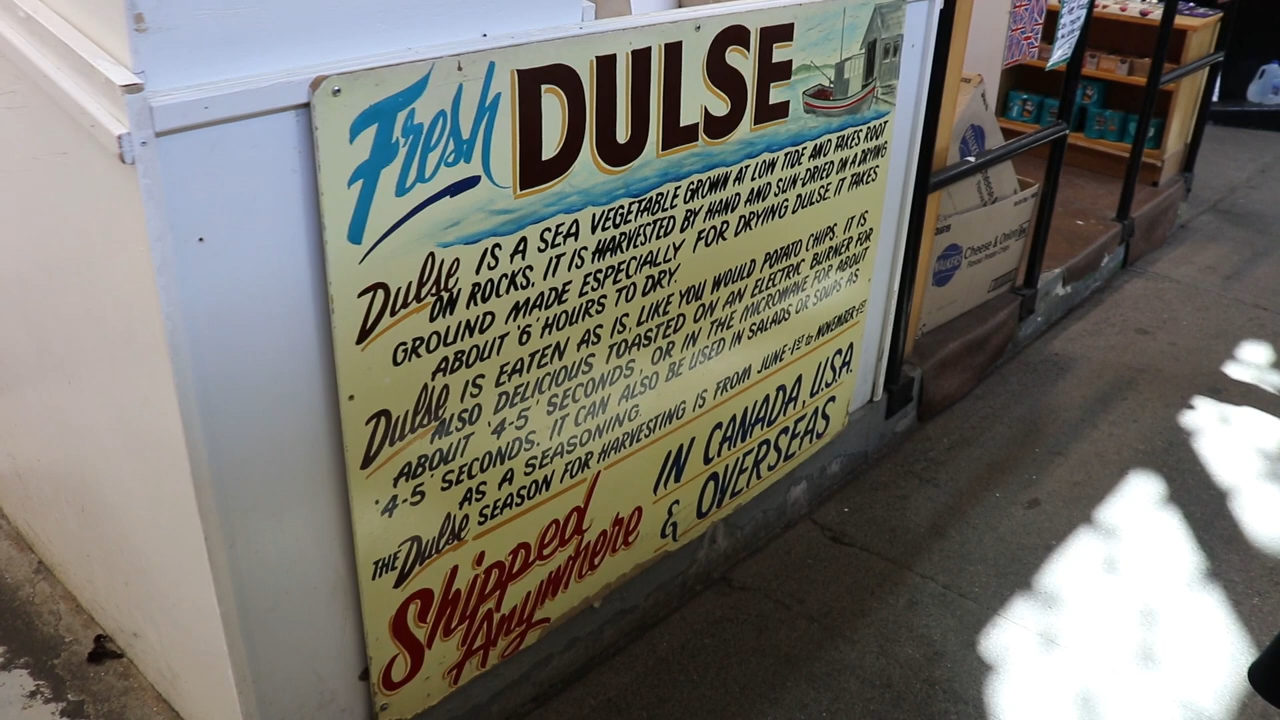 Fresh DULSE
Dulse IS A SEA VEGETABLE GROWN AT LOW TIDE AND TAKES ROOT
ON ROCKS. IT IS HARVESTED BY HAND AND SUN-DRIED ON A DRYING
GROUND MADE ESPECIALLY FOR DRYING DULSE. IT TAKES
ABOUT '6' HOURS TO DRY.
Dulse IS EATEN AS IS, LIKE YOU WOULD POTATO CHIPS. IT IS
ALSO DELICIOUS TOASTED ON AN ELECTRIC BURNER FOR
ABOUT '4-5' SECONDS, OR IN THE MICROWAVE FOR ABOUT
'4-5' SECONDS. IT CAN ALSO BE USED IN SALADS OR SOUPS AS
AS A SEASONING.
THE Dulse SEASON FOR HARVESTING IS FROM JUNE-1ST to NOVEMBER-1ST
Shipped
Anywhere
IN CANADA, U.S.A.
& OVERSEAS
WALKERS
Cheese & Onion